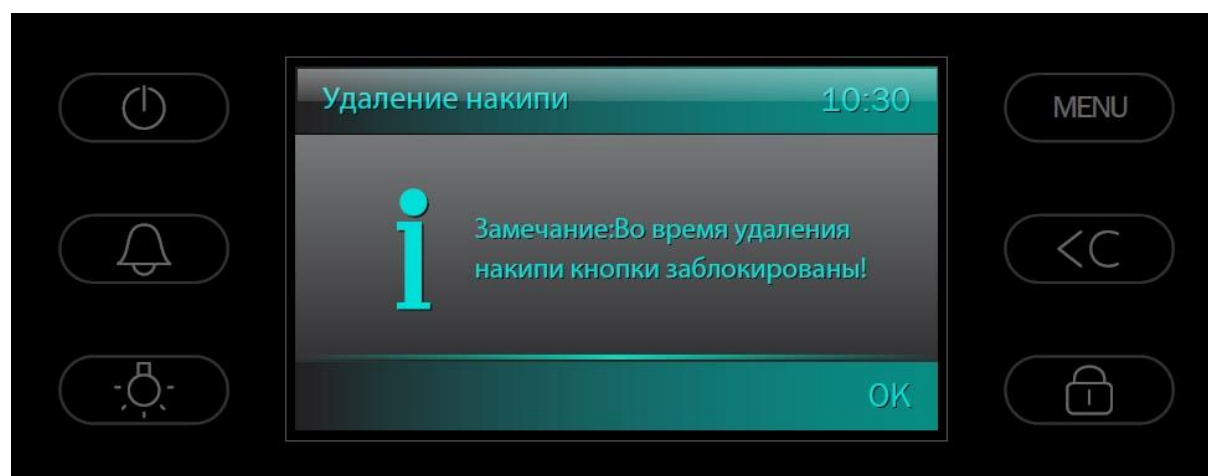 Удаление накипи 10:30
MENU
Замечание:Во время удаления
накипи кнопки заблокированы!
<C
OK